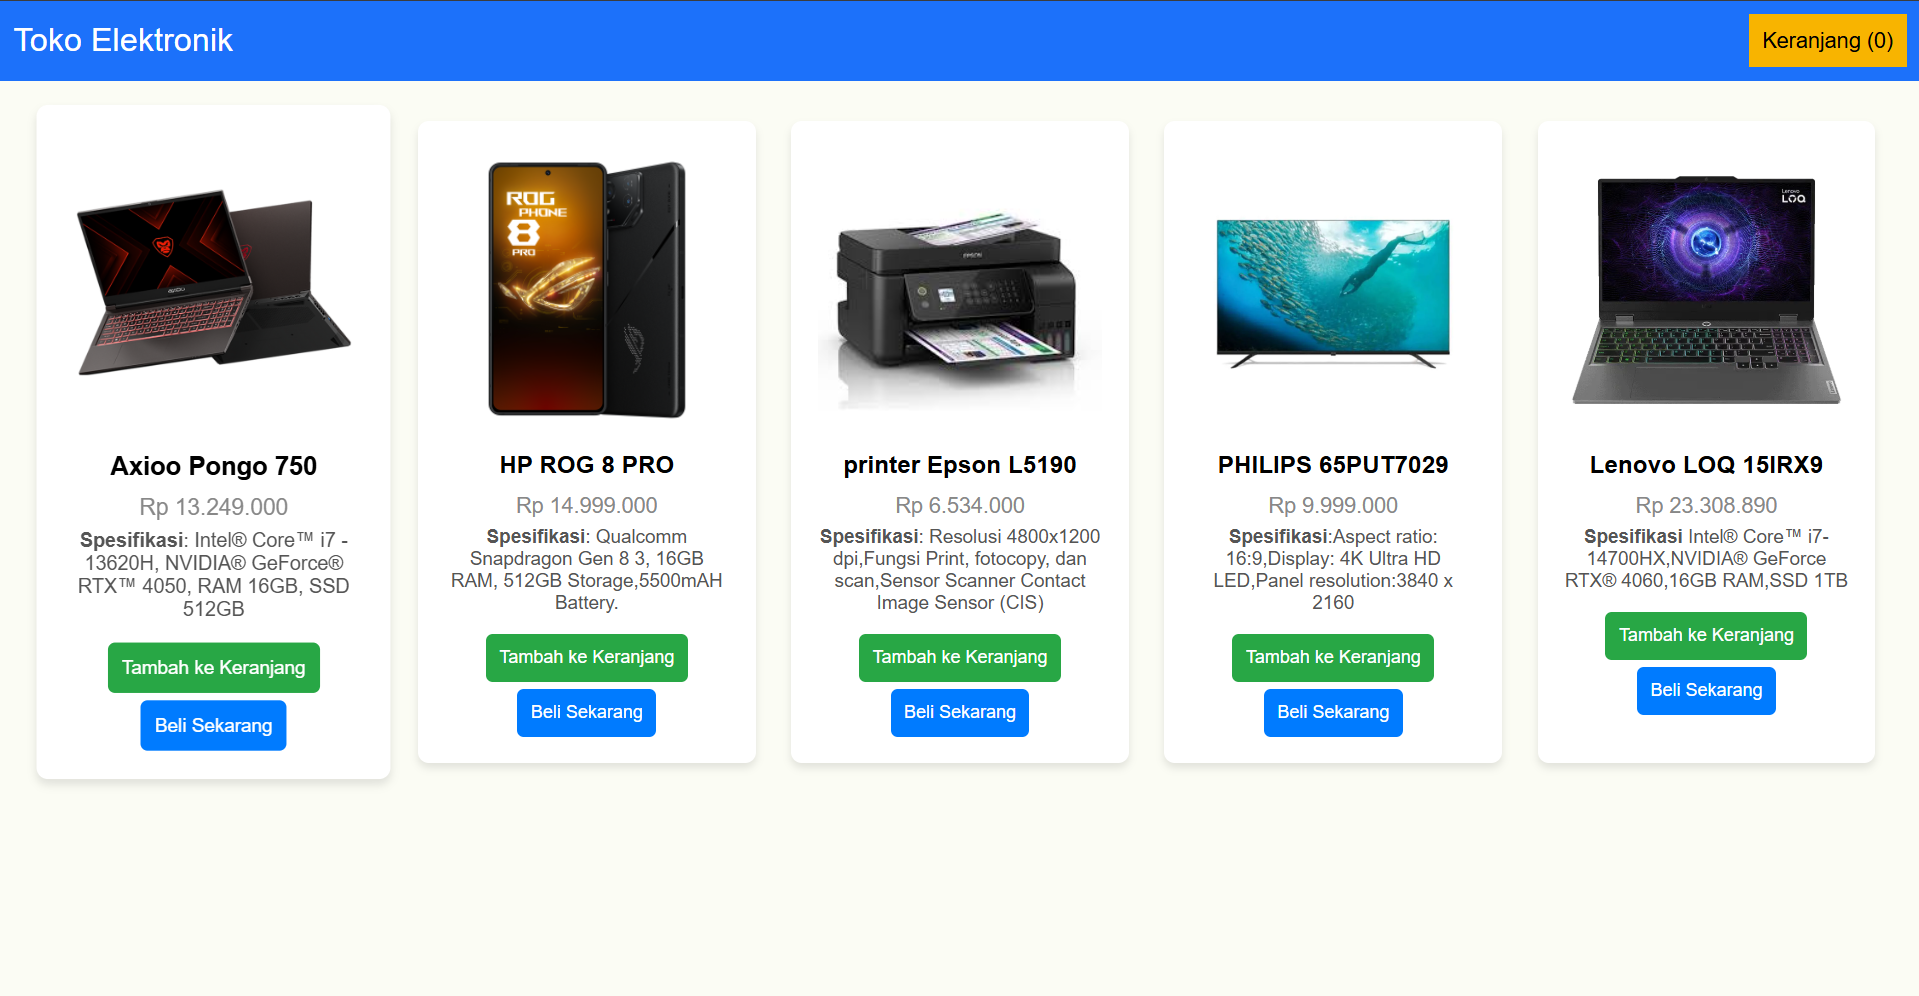 Toko Elektronik
Keranjang (0)
ROG
PHONE
8
PRO
EPSON
Lenovo
LOQ
Axioo Pongo 750
Rp 13.249.000
Spesifikasi: Intel® Core™ i7 -
13620H, NVIDIA® GeForce®
RTX™ 4050, RAM 16GB, SSD
512GB
Tambah ke Keranjang
Beli Sekarang
HP ROG 8 PRO
Rp 14.999.000
Spesifikasi: Qualcomm
Snapdragon Gen 8 3, 16GB
RAM, 512GB Storage,5500mAH
Battery.
Tambah ke Keranjang
Beli Sekarang
printer Epson L5190
Rp 6.534.000
Spesifikasi: Resolusi 4800x1200
dpi,Fungsi Print, fotocopy, dan
scan,Sensor Scanner Contact
Image Sensor (CIS)
Tambah ke Keranjang
Beli Sekarang
PHILIPS 65PUT7029
Rp 9.999.000
Spesifikasi:Aspect ratio:
16:9,Display: 4K Ultra HD
LED,Panel resolution:3840 x
2160
Tambah ke Keranjang
Beli Sekarang
Lenovo LOQ 15IRX9
Rp 23.308.890
Spesifikasi Intel® Core™ i7-
14700HX,NVIDIA® GeForce
RTX® 4060,16GB RAM,SSD 1TB
Tambah ke Keranjang
Beli Sekarang